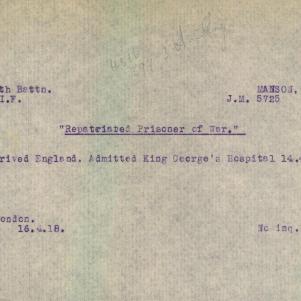 th Battn. MANSON,
I.F. J.M. 5725
"Repatriated Prisoner of War."
rived England. Admitted King George's Hospital 14.4
ondon.
16.4.18. No inq.